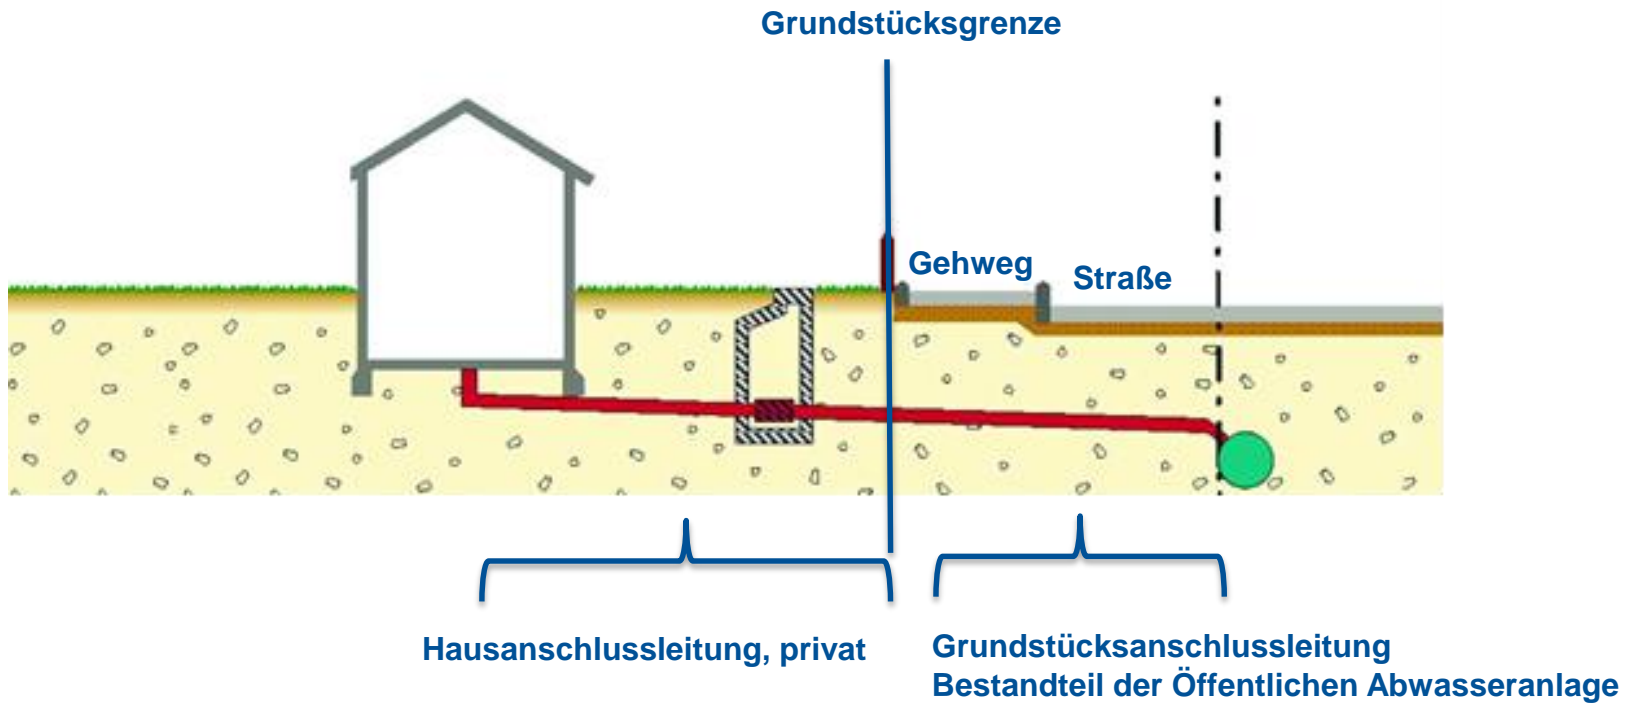 Grundstücksgrenze
Gehweg
Straße
Hausanschlussleitung, privat
Grundstücksanschlussleitung
Bestandteil der Öffentlichen Abwasseranlage